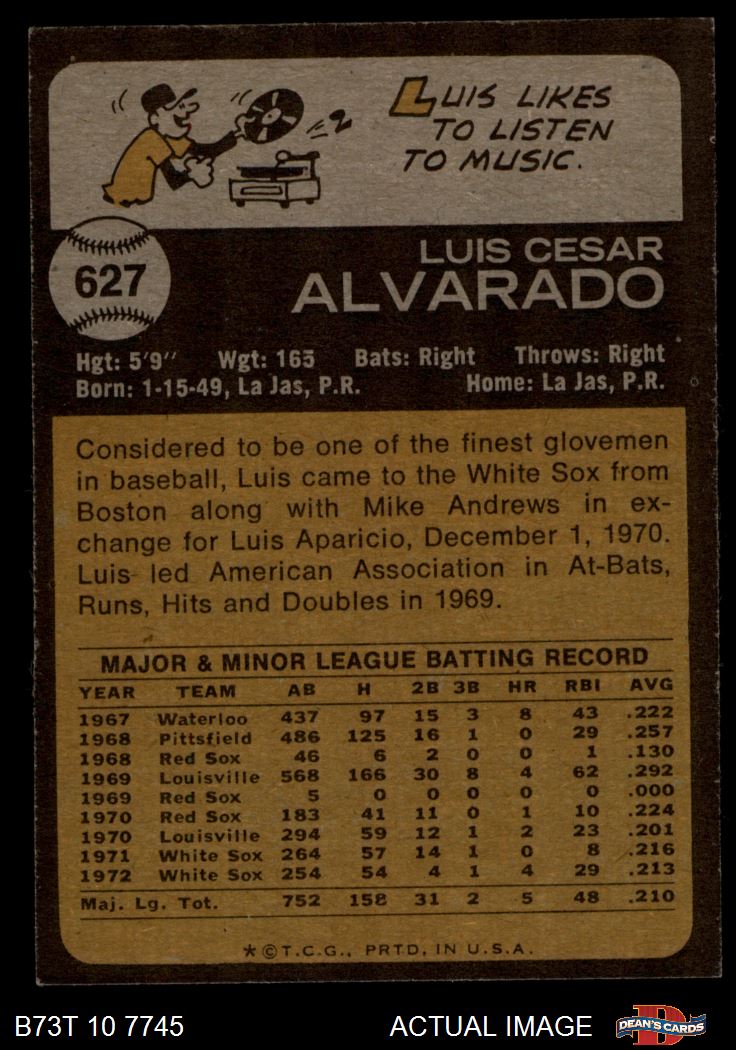 LUIS LIKES
TO LISTEN
TO MUSIC.
627
LUIS CESAR
ALVARADO
Hgt: 5'9" Wgt: 165 Bats: Right Throws: Right
Born: 1-15-49, La Jas, P.R. Home: La Jas, P.R.
Considered to be one of the finest glovemen
in baseball, Luis came to the White Sox from
Boston along with Mike Andrews in ex-
change for Luis Aparicio, December 1, 1970.
Luis led American Association in At-Bats,
Runs, Hits and Doubles in 1969.
MAJOR & MINOR LEAGUE BATTING RECORD
YEAR TEAM AB H 2B 3B HR RBI AVG
1967 Waterloo 437 97 15 3 8 43 .222
1968 Pittsfield 486 125 16 1 0 29 .257
1968 Red Sox 46 6 2 0 0 1 .130
1969 Louisville 568 166 30 8 4 62 .292
1969 Red Sox 5 0 0 0 0 0 .000
1970 Red Sox 183 41 11 0 1 10 .224
1970 Louisville 294 59 12 1 2 23 .201
1971 White Sox 264 57 14 1 0 8 .216
1972 White Sox 254 54 4 1 4 29 .213
Maj. Lg. Tot. 752 158 31 2 5 48 .210
*©T.C.G., PRTD. IN U.S.A.
B73T 10 7745 ACTUAL IMAGE D DEAN'S CARDS